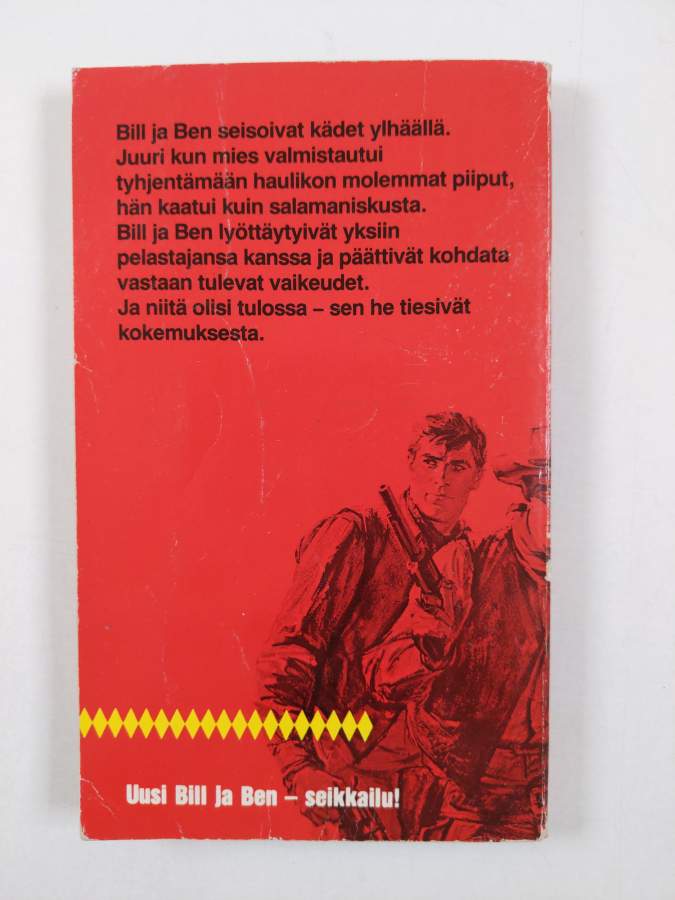 Bill ja Ben seisoivat kädet ylhäällä.
Juuri kun mies valmistautui
tyhjentämään haulikon molemmat piiput,
hän kaatui kuin salamaniskusta.
Bill ja Ben lyöttäytyivät yksiin
pelastajansa kanssa ja päättivät kohdata
vastaan tulevat vaikeudet.
Ja niitä olisi tulossa – sen he tiesivät
kokemuksesta.
Uusi Bill ja Ben – seikkailu!